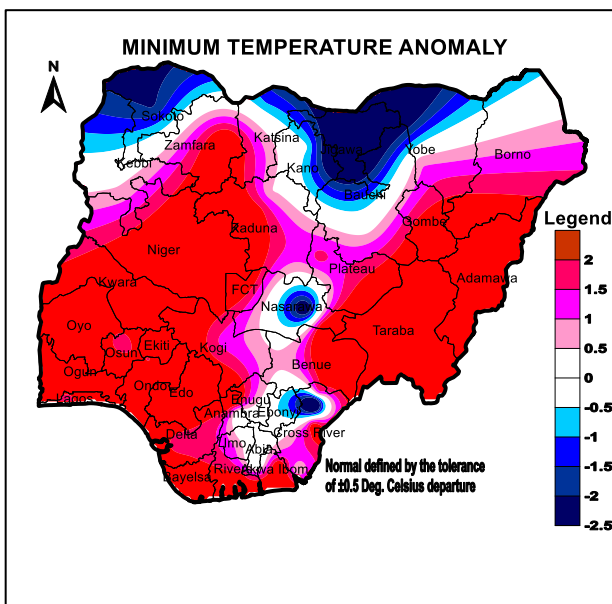 MINIMUM TEMPERATURE ANOMALY
N
Sokoto
Katsina
Zamfara
Yobe
Borno
Kebbi
Kano
Bauchi
Gombe
Legend
Kaduna
2
Niger
1.5
Plateau
Adamawa
1
Kwara
FCT
0.5
Nasarawa
Oyo
Taraba
0
Ekiti
Kogi
Osun
Benue
-0.5
Ogun
Ondo
Edo
Enugu
-1
Lagos
Anambra
Ebonyi
Delta
Imo
Cross River
-1.5
Abia
Normal defined by the tolerance
of ±0.5 Deg. Celsius departure
Rivers
Akwa Ibom
Bayelsa
-2
-2.5